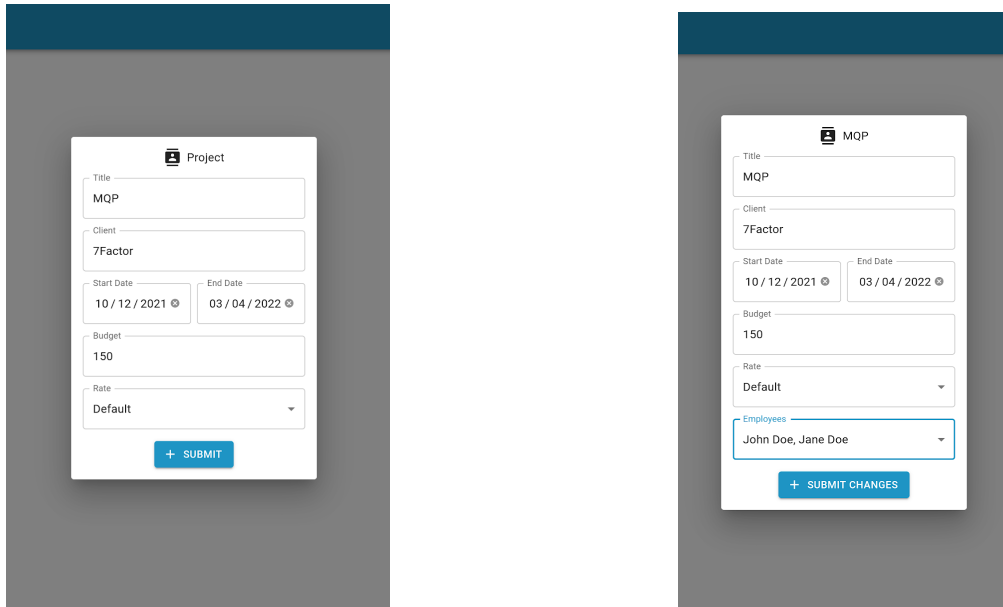 Project
Title
MQP
Client
7Factor
Start Date
End Date
10 / 12 / 2021
03 / 04 / 2022
Budget
150
Rate
Default
+ SUBMIT
MQP
Title
MQP
Client
7Factor
Start Date
End Date
10 / 12 / 2021
03 / 04 / 2022
Budget
150
Rate
Default
Employees
John Doe, Jane Doe
+ SUBMIT CHANGES